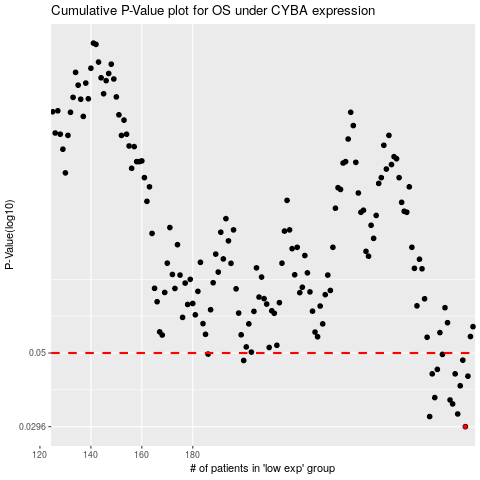 Cumulative P-Value plot for OS under CYBA expression
P-Value(log10)
0.05
0.0296
120 140 160 180
# of patients in 'low exp' group